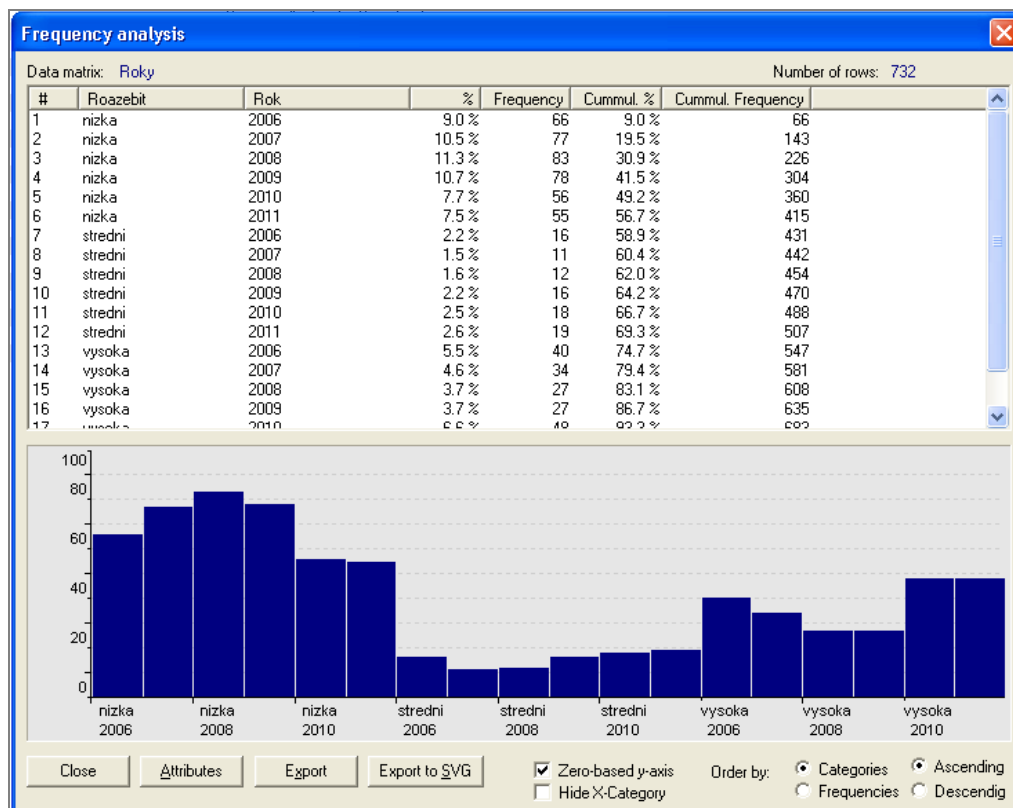 Frequency analysis
Data matrix: Roky Number of rows: 732
# Roazebit Rok % Frequency Cummul. % Cummul. Frequency
1 nizka 2006 9.0 % 66 9.0 % 66
2 nizka 2007 10.5 % 77 19.5 % 143
3 nizka 2008 11.3 % 83 30.9 % 226
4 nizka 2009 10.7 % 78 41.5 % 304
5 nizka 2010 7.7 % 56 49.2 % 360
6 nizka 2011 7.5 % 55 56.7 % 415
7 stredni 2006 2.2 % 16 58.9 % 431
8 stredni 2007 1.5 % 11 60.4 % 442
9 stredni 2008 1.6 % 12 62.0 % 454
10 stredni 2009 2.2 % 16 64.2 % 470
11 stredni 2010 2.5 % 18 66.7 % 488
12 stredni 2011 2.6 % 19 69.3 % 507
13 vysoka 2006 5.5 % 40 74.7 % 547
14 vysoka 2007 4.6 % 34 79.4 % 581
15 vysoka 2008 3.7 % 27 83.1 % 608
16 vysoka 2009 3.7 % 27 86.7 % 635
17 vysoka 2010 6.6 % 48 93.3 % 683
100
80
60
40
20
0
nizka nizka nizka stredni stredni stredni vysoka vysoka vysoka
2006 2008 2010 2006 2008 2010 2006 2008 2010
Close Attributes Export Export to SVG Zero-based y-axis Order by: Categories Ascending
Hide X-Category Frequencies Descendig